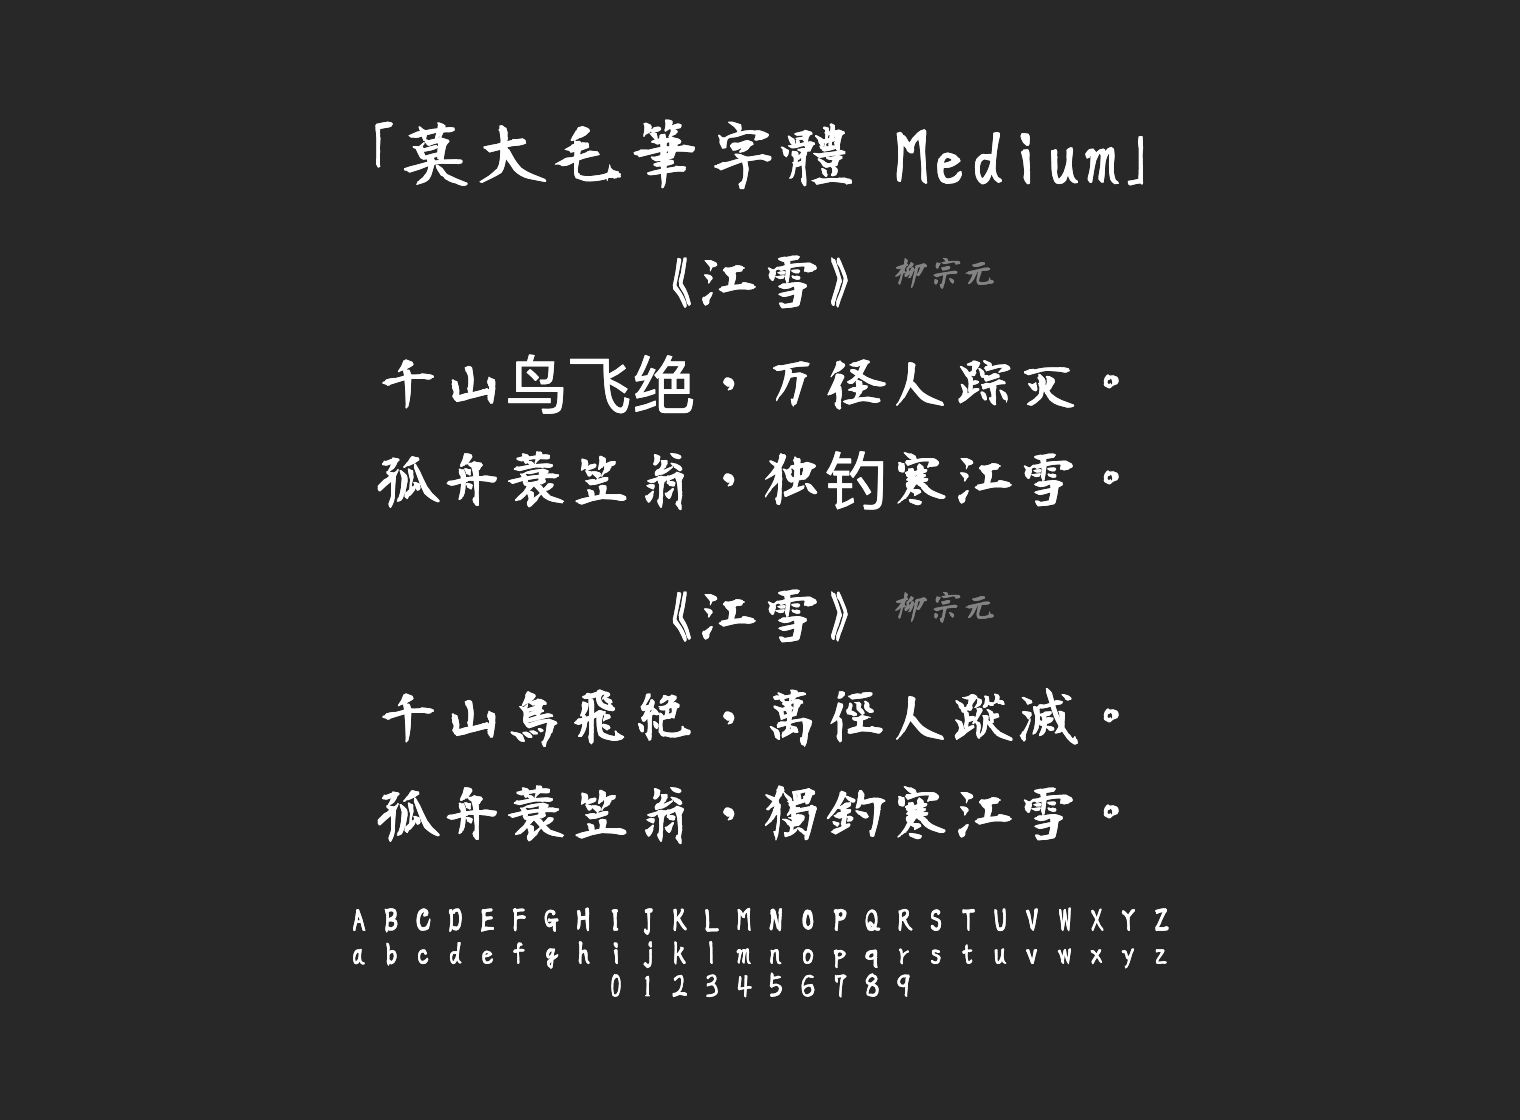 「莫大毛筆字體 Medium」
《江雪》 柳宗元
千山鸟飞绝，万径人踪灭。
孤舟蓑笠翁，独钓寒江雪。
《江雪》 柳宗元
千山鳥飛絕，萬徑人蹤滅。
孤舟蓑笠翁，獨釣寒江雪。
A B C D E F G H I J K L M N O P Q R S T U V W X Y Z
a b c d e f g h i j k l m n o p q r s t u v w x y z
0 1 2 3 4 5 6 7 8 9